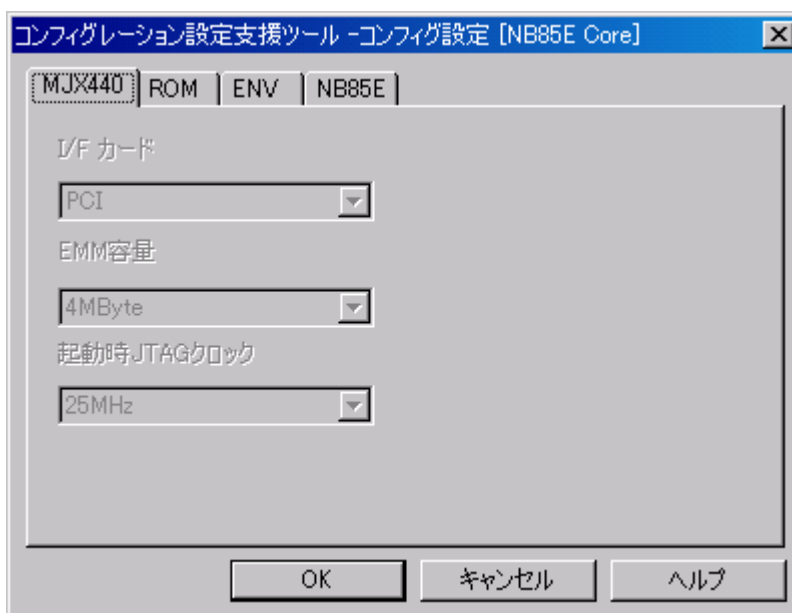 コンフィグレーション設定支援ツール -コンフィグ設定 [NB85E Core]
MJX440 ROM ENV NB85E
I/F カード
PCI
EMM容量
4MByte
起動時JTAGクロック
25MHz
OK キャンセル ヘルプ